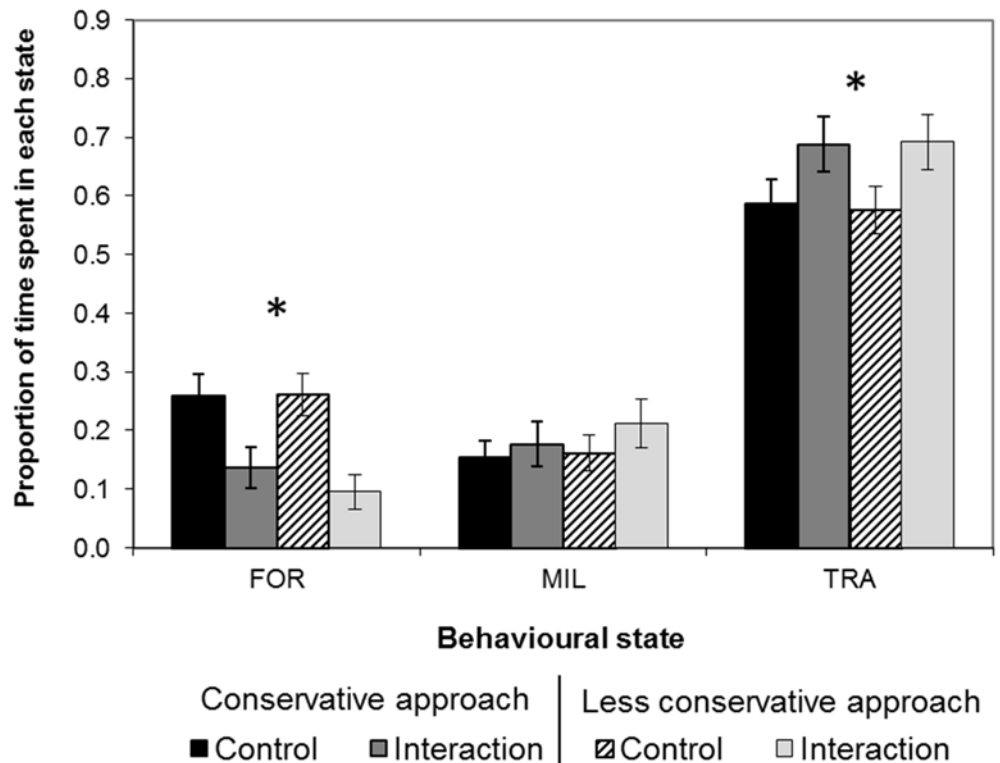 Proportion of time spent in each state
0.9
0.8
0.7
0.6
0.5
0.4
0.3
0.2
0.1
0.0
*
*
FOR MIL TRA
Behavioural state
Conservative approach Less conservative approach
Control Interaction Control Interaction